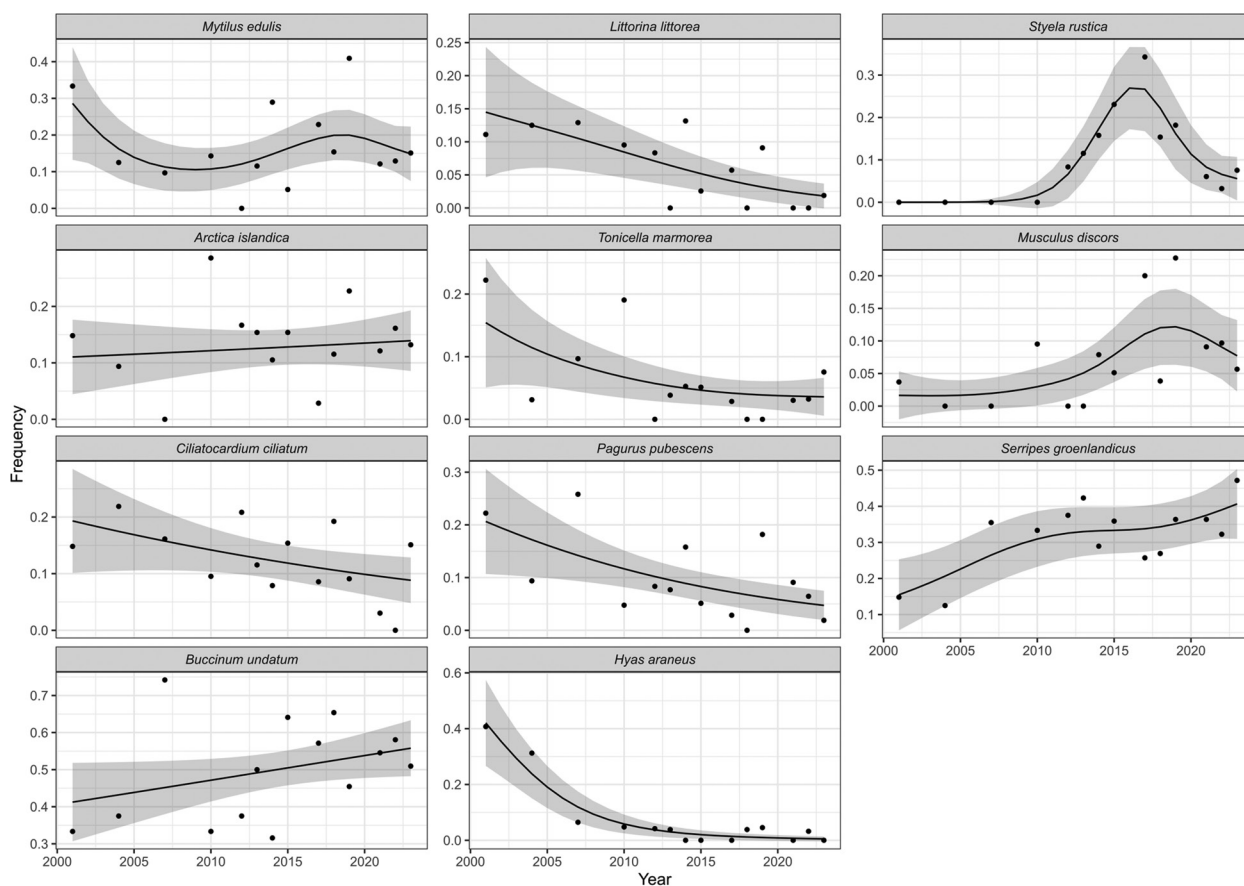 Mytilus edulis
0.4
0.3
0.2
0.1
0.0
Littorina littorea
0.25
0.20
0.15
0.10
0.05
0.00
Styela rustica
0.3
0.2
0.1
0.0
Arctica islandica
0.2
0.1
0.0
Tonicella marmorea
0.2
0.1
0.0
Musculus discors
0.20
0.15
0.10
0.05
0.00
Frequency
Ciliatocardium ciliatum
0.2
0.1
0.0
Pagurus pubescens
0.3
0.2
0.1
0.0
Serripes groenlandicus
0.5
0.4
0.3
0.2
0.1
2000 2005 2010 2015 2020
Buccinum undatum
0.7
0.6
0.5
0.4
0.3
2000 2005 2010 2015 2020
Hyas araneus
0.6
0.4
0.2
0.0
2000 2005 2010 2015 2020
Year